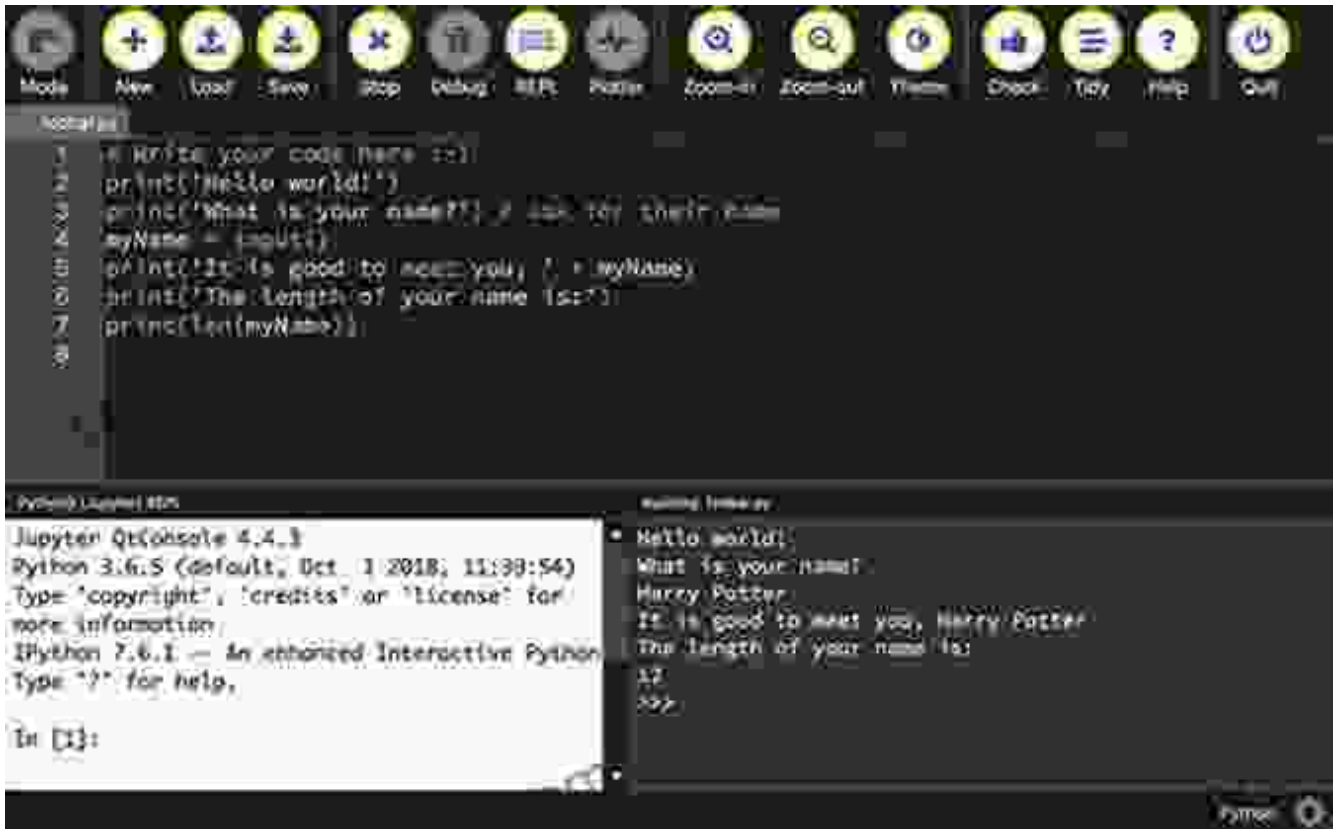 Mode New Load Save Stop Debug REPL Plotter Zoom-in Zoom-out Theme Check Tidy Help Quit
1 # Write your code here :-)
2 print('Hello world!')
3 print('What is your name?') # ask for their name
4 myName = input()
5 print('It is good to meet you, ' + myName)
6 print('The length of your name is:')
7 print(len(myName))
8
Python3 (Jupyter) REPL
Jupyter QtConsole 4.4.3
Python 3.6.5 (default, Oct 1 2018, 11:38:54)
Type "copyright", "credits" or "license" for
more information
IPython 7.6.1 -- An enhanced Interactive Python
Type "?" for help.
In [1]:
Running:
Hello world!
What is your name?
Harry Potter
It is good to meet you, Harry Potter
The length of your name is:
12
>>>
Python